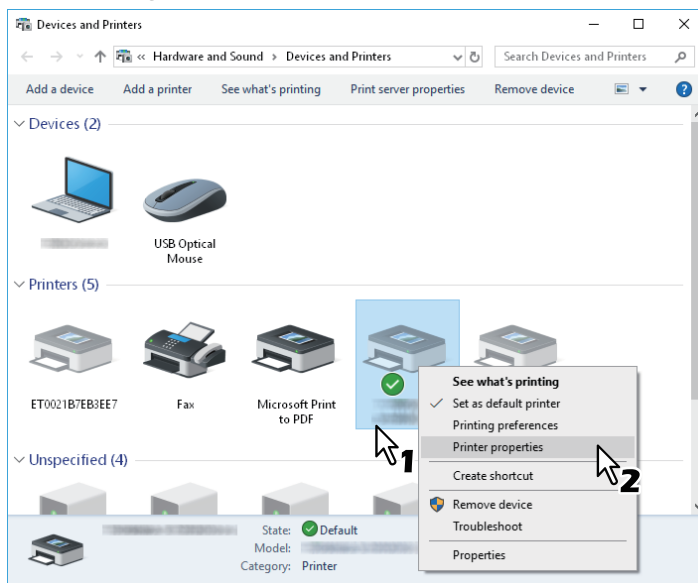 Devices and Printers
« Hardware and Sound > Devices and Printers
Search Devices and Printers
Add a device
Add a printer
See what's printing
Print server properties
Remove device
?
Devices (2)
USB Optical
Mouse
Printers (5)
ET0021B7EB3EE7
Fax
Microsoft Print
to PDF
See what's printing
Set as default printer
Printing preferences
Printer properties
Create shortcut
Remove device
Troubleshoot
Properties
1
2
Unspecified (4)
State:
Default
Model:
Category:
Printer